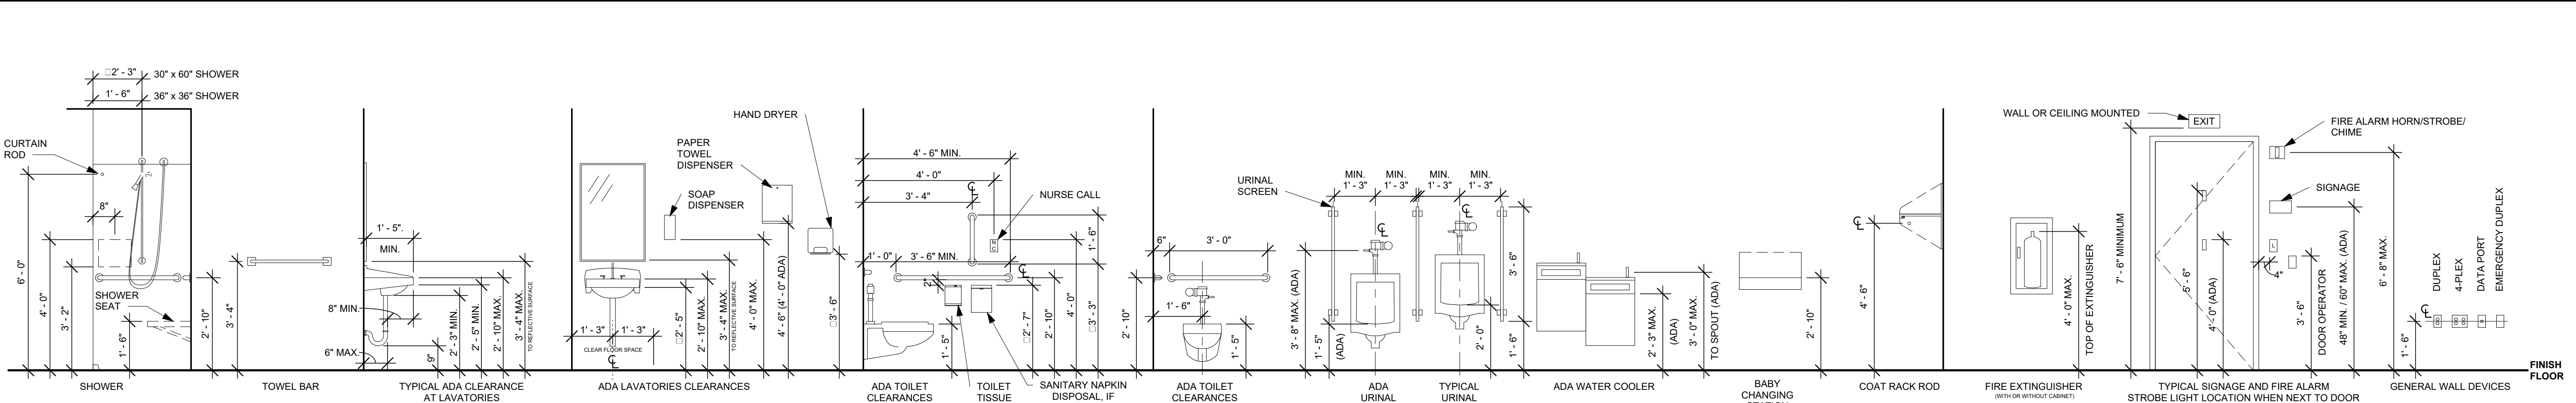 □2' - 3"
30" x 60" SHOWER
1' - 6"
36" x 36" SHOWER
CURTAIN
ROD
8"
6' - 0"
4' - 0"
3' - 2"
SHOWER
SEAT
1' - 6"
2' - 10"
SHOWER
3' - 4"
TOWEL BAR
1' - 5".
MIN.
8" MIN.
6" MAX.
9"
2' - 3" MIN.
2' - 5" MIN.
2' - 10" MAX.
3' - 4" MAX.
TO REFLECTIVE SURFACE
TYPICAL ADA CLEARANCE
AT LAVATORIES
HAND DRYER
PAPER
TOWEL
DISPENSER
SOAP
DISPENSER
1' - 3"
1' - 3"
CLEAR FLOOR SPACE
CL
□2' - 5"
2' - 10" MAX.
3' - 4" MAX.
TO REFLECTIVE SURFACE
4' - 0" MAX.
4' - 6" (4' - 0" ADA)
□3' - 6"
ADA LAVATORIES CLEARANCES
4' - 6" MIN.
4' - 0"
3' - 4"
CL
NURSE CALL
N
C
1' - 0"
3' - 6" MIN.
CL
2"
1' - 5"
□2' - 7"
2' - 10"
4' - 0"
1' - 6"
□3' - 3"
2' - 10"
ADA TOILET
CLEARANCES
TOILET
TISSUE
SANITARY NAPKIN
DISPOSAL, IF
6"
3' - 0"
CL
1' - 6"
1' - 5"
ADA TOILET
CLEARANCES
URINAL
SCREEN
MIN.
1' - 3"
MIN.
1' - 3"
MIN.
1' - 3"
MIN.
1' - 3"
CL
CL
3' - 8" MAX. (ADA)
1' - 5"
(ADA)
2' - 0"
3' - 6"
1' - 6"
ADA
URINAL
TYPICAL
URINAL
2' - 3" MAX.
(ADA)
3' - 0" MAX.
TO SPOUT (ADA)
ADA WATER COOLER
2' - 10"
BABY
CHANGING
CL
4' - 6"
COAT RACK ROD
4' - 0" MAX.
TOP OF EXTINGUISHER
FIRE EXTINGUISHER
(WITH OR WITHOUT CABINET)
WALL OR CEILING MOUNTED
EXIT
FIRE ALARM HORN/STROBE/
CHIME
SIGNAGE
L
4"
7' - 6" MINIMUM
5' - 6"
4' - 0" (ADA)
3' - 6"
DOOR OPERATOR
48" MIN. / 60" MAX. (ADA)
6' - 8" MAX.
TYPICAL SIGNAGE AND FIRE ALARM
STROBE LIGHT LOCATION WHEN NEXT TO DOOR
CL
1' - 6"
DUPLEX
4-PLEX
DATA PORT
EMERGENCY DUPLEX
GENERAL WALL DEVICES
FINISH
FLOOR